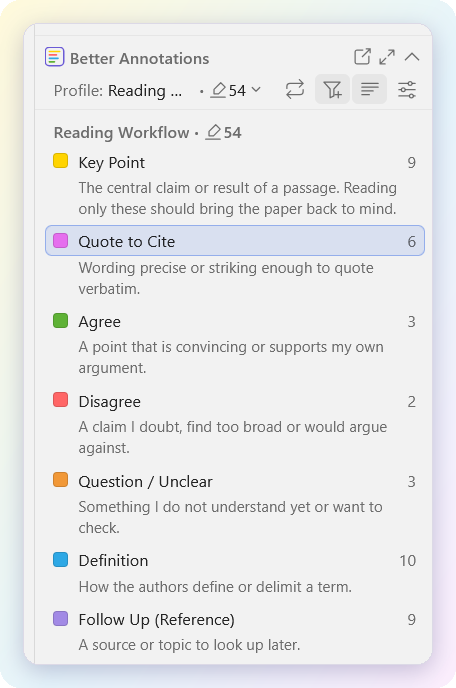 Better Annotations
Profile: Reading ... · 54
Reading Workflow · 54
Key Point 9
The central claim or result of a passage. Reading
only these should bring the paper back to mind.
Quote to Cite 6
Wording precise or striking enough to quote
verbatim.
Agree 3
A point that is convincing or supports my own
argument.
Disagree 2
A claim I doubt, find too broad or would argue
against.
Question / Unclear 3
Something I do not understand yet or want to
check.
Definition 10
How the authors define or delimit a term.
Follow Up (Reference) 9
A source or topic to look up later.